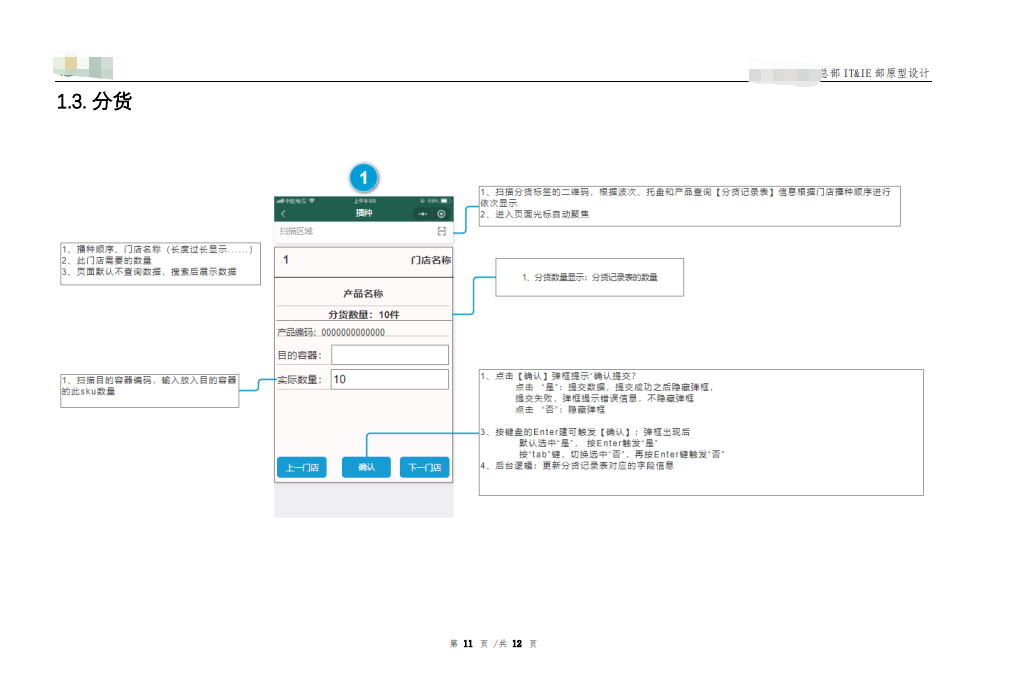 总部 IT&IE 部原型设计
1.3. 分货
1
播种
扫描区域
1
门店名称
产品名称
分货数量：10件
产品编码：0000000000000
目的容器：
实际数量：
10
上一门店
确认
下一门店
1、播种顺序、门店名称（长度过长显示……）
2、此门店需要的数量
3、页面默认不查询数据，搜索后展示数据
1、扫描目的容器编码，输入放入目的容器
的此sku数量
1、扫描分货标签的二维码，根据波次、托盘和产品查询【分货记录表】信息根据门店播种顺序进行
依次显示
2、进入页面光标自动聚焦
1、分货数量显示：分货记录表的数量
1、点击【确认】弹框提示“确认提交？
点击 “是”：提交数据，提交成功之后隐蔽弹框，
提交失败，弹框提示错误信息，不隐蔽弹框
点击 “否”：隐蔽弹框
3、按键盘的Enter建可触发【确认】；弹框出现后
默认选中“是”， 按Enter触发“是”
按“tab”键，切换选中“否”，再按Enter键触发“否”
4、后台逻辑：更新分货记录表对应的字段信息
第 11 页 /共 12 页